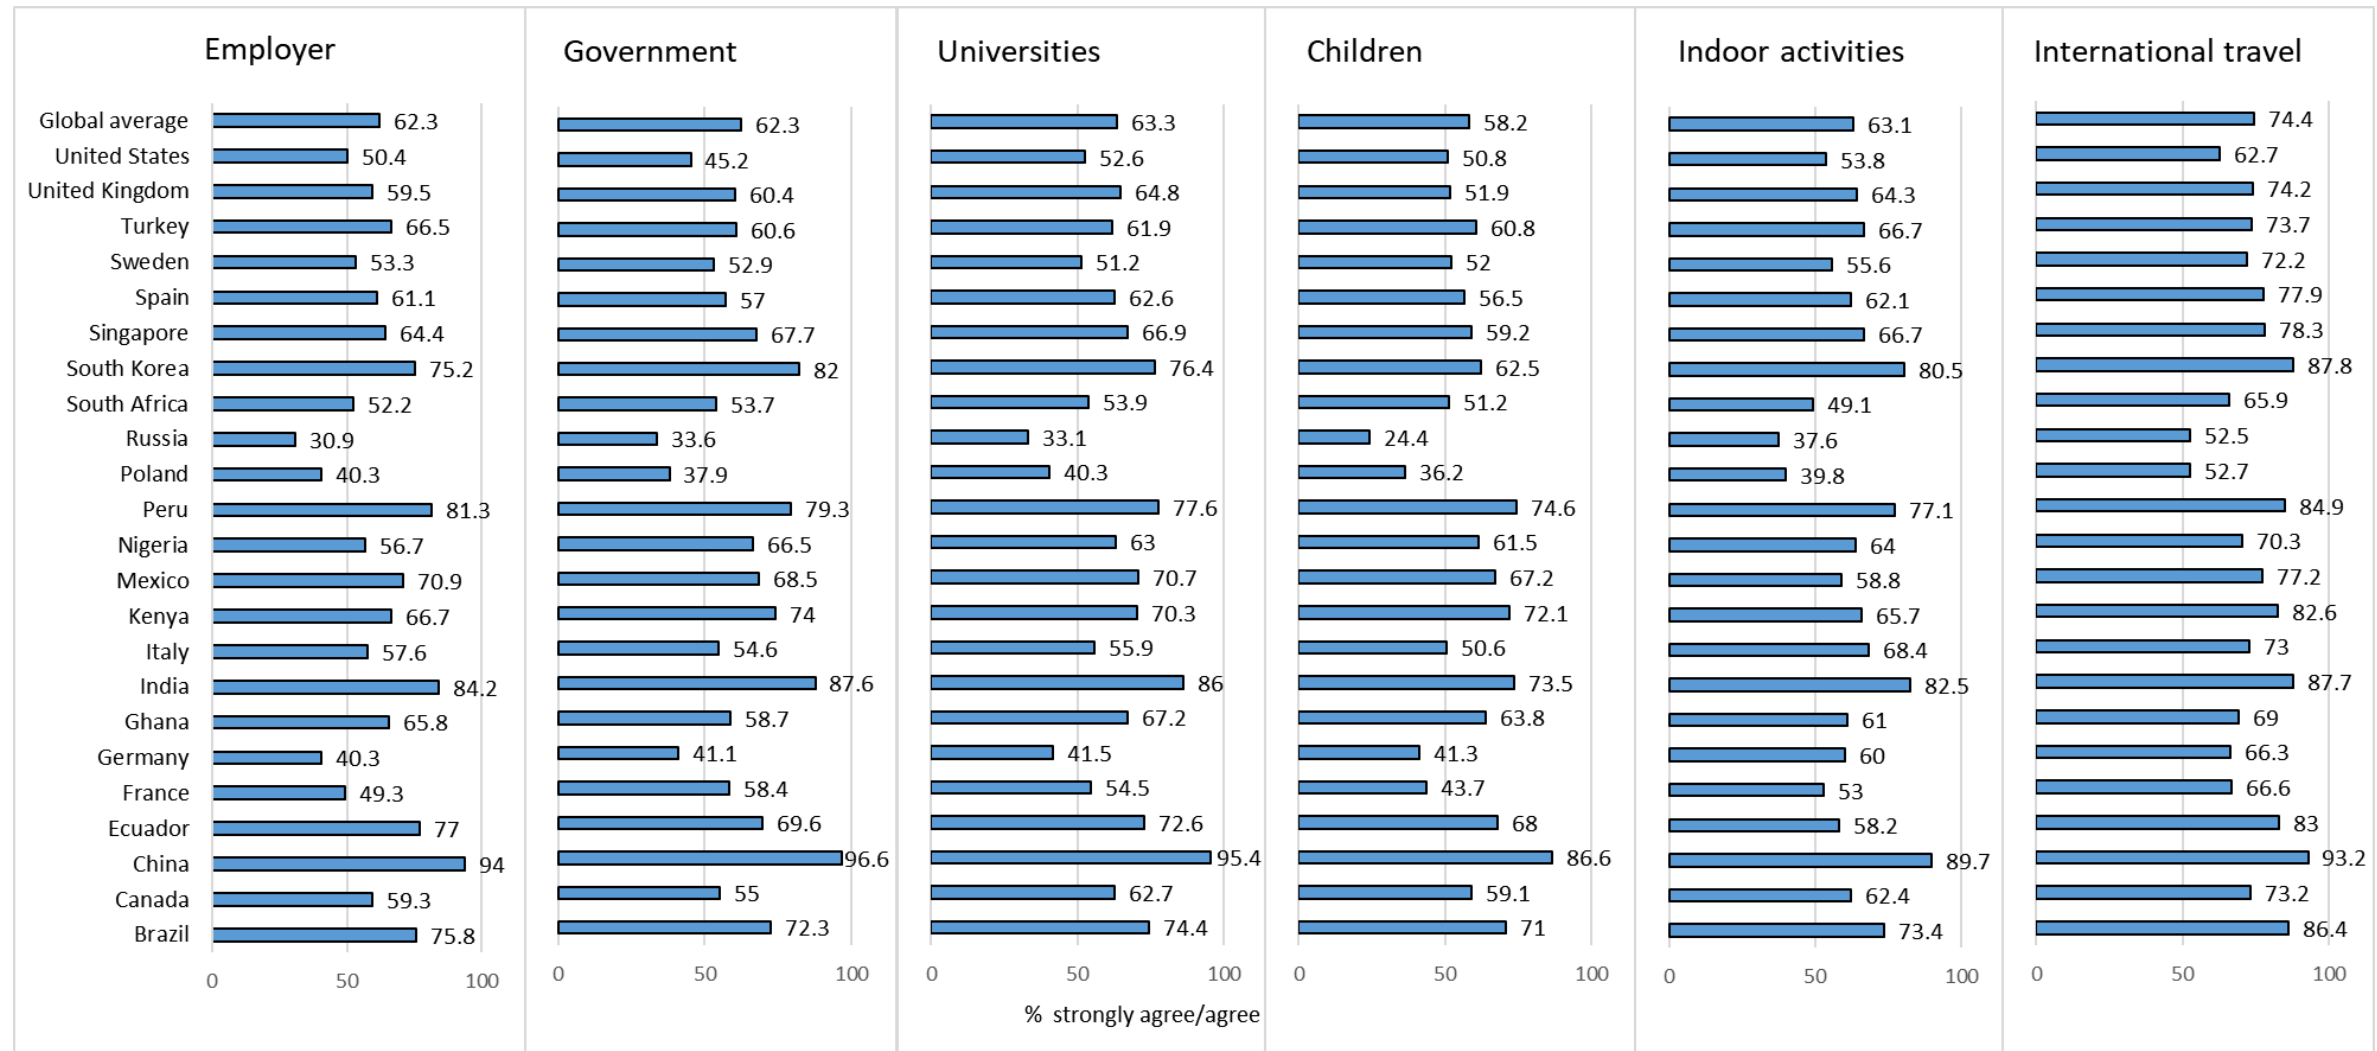 Employer Government Universities Children Indoor activities International travel
Global average 62.3 62.3 63.3 58.2 63.1 74.4
United States 50.4 45.2 52.6 50.8 53.8 62.7
United Kingdom 59.5 60.4 64.8 51.9 64.3 74.2
Turkey 66.5 60.6 61.9 60.8 66.7 73.7
Sweden 53.3 52.9 51.2 52 55.6 72.2
Spain 61.1 57 62.6 56.5 62.1 77.9
Singapore 64.4 67.7 66.9 59.2 66.7 78.3
South Korea 75.2 82 76.4 62.5 80.5 87.8
South Africa 52.2 53.7 53.9 51.2 49.1 65.9
Russia 30.9 33.6 33.1 24.4 37.6 52.5
Poland 40.3 37.9 40.3 36.2 39.8 52.7
Peru 81.3 79.3 77.6 74.6 77.1 84.9
Nigeria 56.7 66.5 63 61.5 64 70.3
Mexico 70.9 68.5 70.7 67.2 58.8 77.2
Kenya 66.7 74 70.3 72.1 65.7 82.6
Italy 57.6 54.6 55.9 50.6 68.4 73
India 84.2 87.6 86 73.5 82.5 87.7
Ghana 65.8 58.7 67.2 63.8 61 69
Germany 40.3 41.1 41.5 41.3 60 66.3
France 49.3 58.4 54.5 43.7 53 66.6
Ecuador 77 69.6 72.6 68 58.2 83
China 94 96.6 95.4 86.6 89.7 93.2
Canada 59.3 55 62.7 59.1 62.4 73.2
Brazil 75.8 72.3 74.4 71 73.4 86.4
0 50 100 0 50 100 0 50 100 0 50 100 0 50 100 0 50 100
% strongly agree/agree